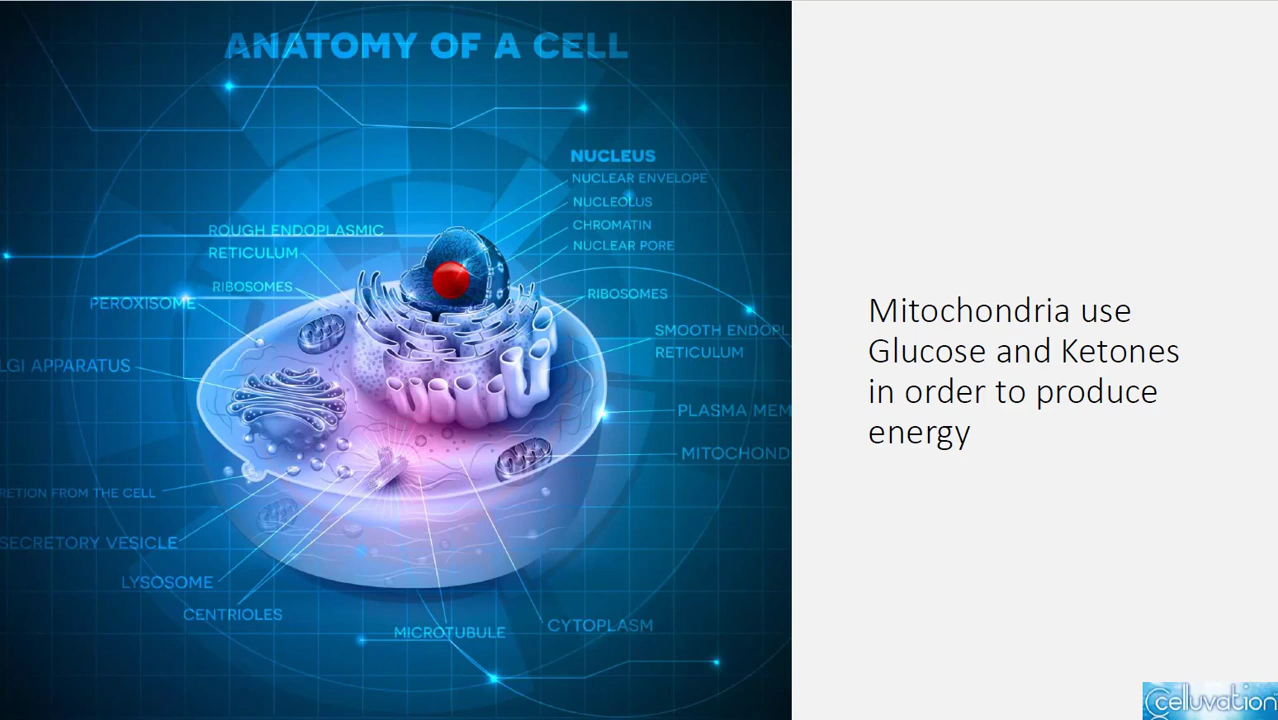 ANATOMY OF A CELL
NUCLEUS
NUCLEAR ENVELOPE
NUCLEOLUS
CHROMATIN
NUCLEAR PORE
ROUGH ENDOPLASMIC
RETICULUM
RIBOSOMES
PEROXISOME
LGI APPARATUS
RIBOSOMES
SMOOTH ENDOPL
RETICULUM
PLASMA MEM
MITOCHOND
RETION FROM THE CELL
SECRETORY VESICLE
LYSOSOME
CENTRIOLES
MICROTUBULE
CYTOPLASM
Mitochondria use
Glucose and Ketones
in order to produce
energy
Celluvation